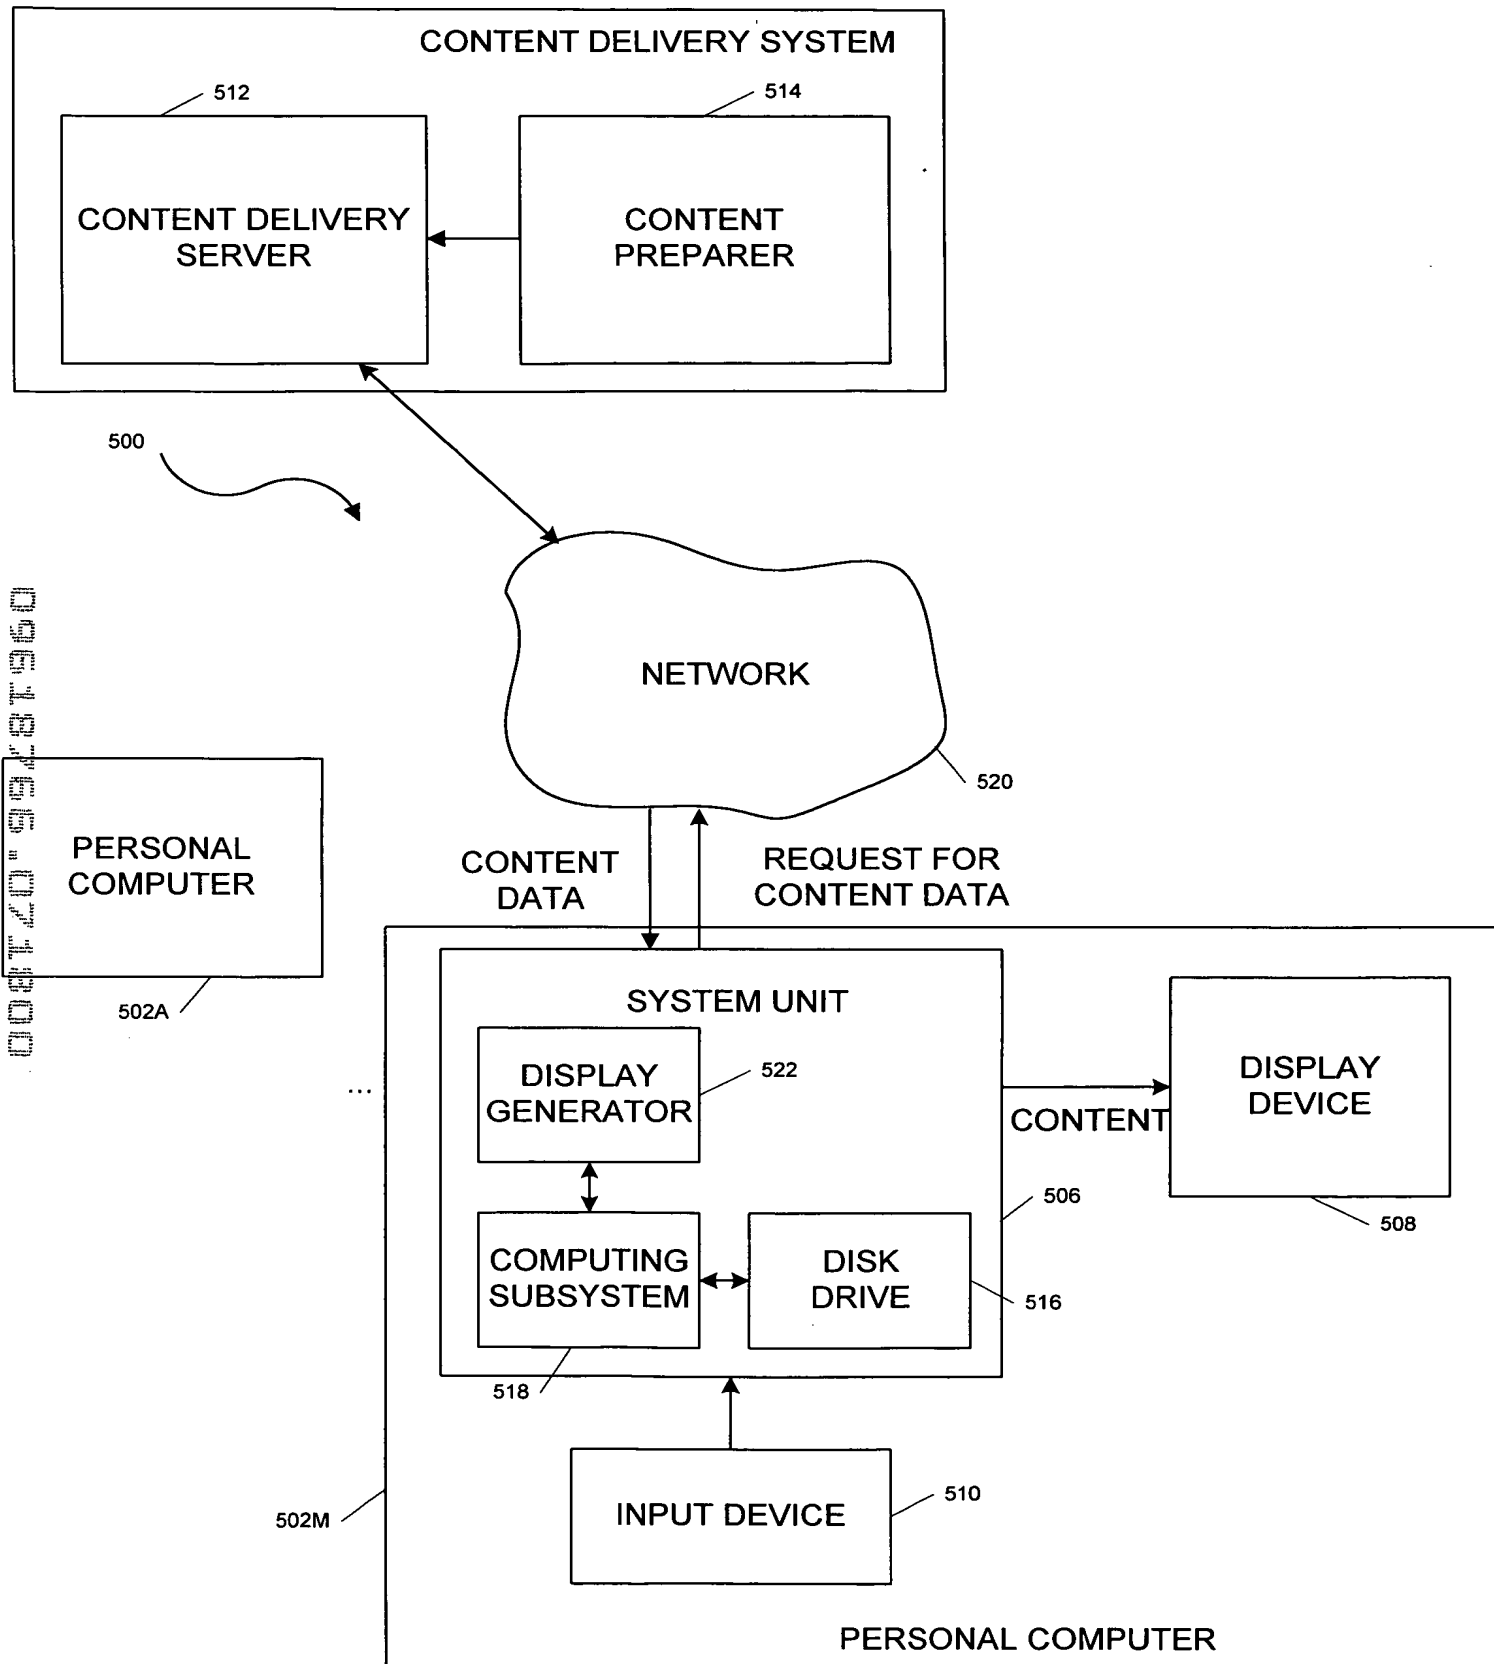 CONTENT DELIVERY SYSTEM
512
514
CONTENT DELIVERY
SERVER
CONTENT
PREPARER
500
NETWORK
520
09618766.071800
PERSONAL
COMPUTER
502A
CONTENT
DATA
REQUEST FOR
CONTENT DATA
SYSTEM UNIT
DISPLAY
GENERATOR
522
...
CONTENT
DISPLAY
DEVICE
506
508
COMPUTING
SUBSYSTEM
DISK
DRIVE
516
518
INPUT DEVICE
510
502M
PERSONAL COMPUTER